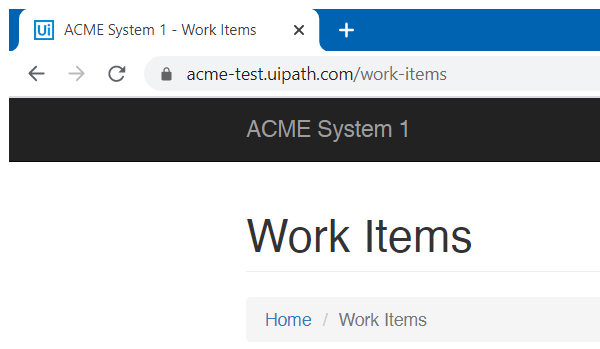 Ui ACME System 1 - Work Items
acme-test.uipath.com/work-items
ACME System 1
Work Items
Home / Work Items